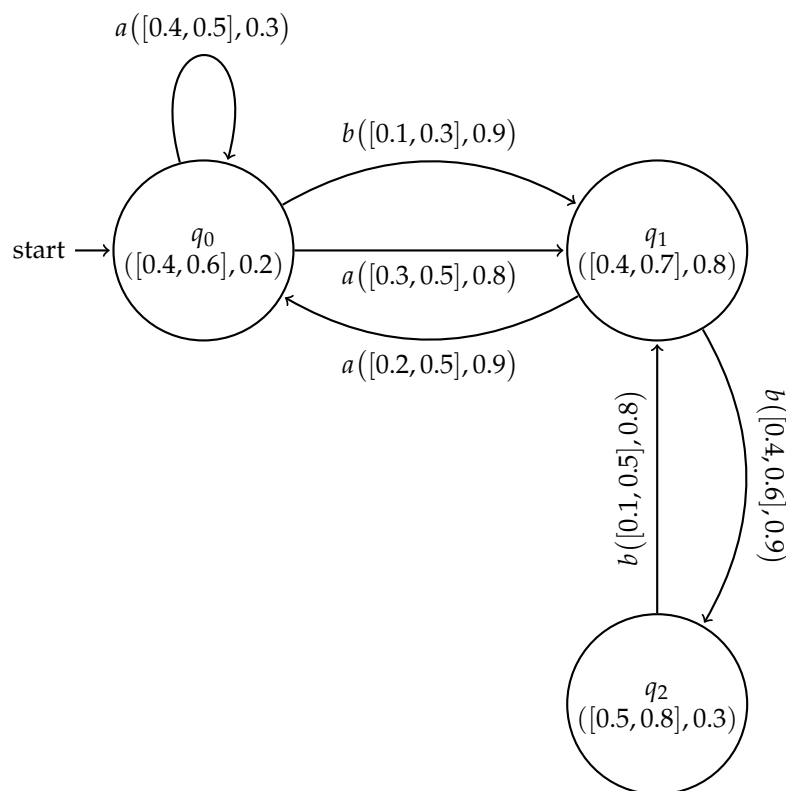 a([0.4, 0.5], 0.3)
b([0.1, 0.3], 0.9)
start
q0
([0.4, 0.6], 0.2)
a([0.3, 0.5], 0.8)
q1
([0.4, 0.7], 0.8)
a([0.2, 0.5], 0.9)
b([0.1, 0.5], 0.8)
b([0.4, 0.6], 0.9)
q2
([0.5, 0.8], 0.3)